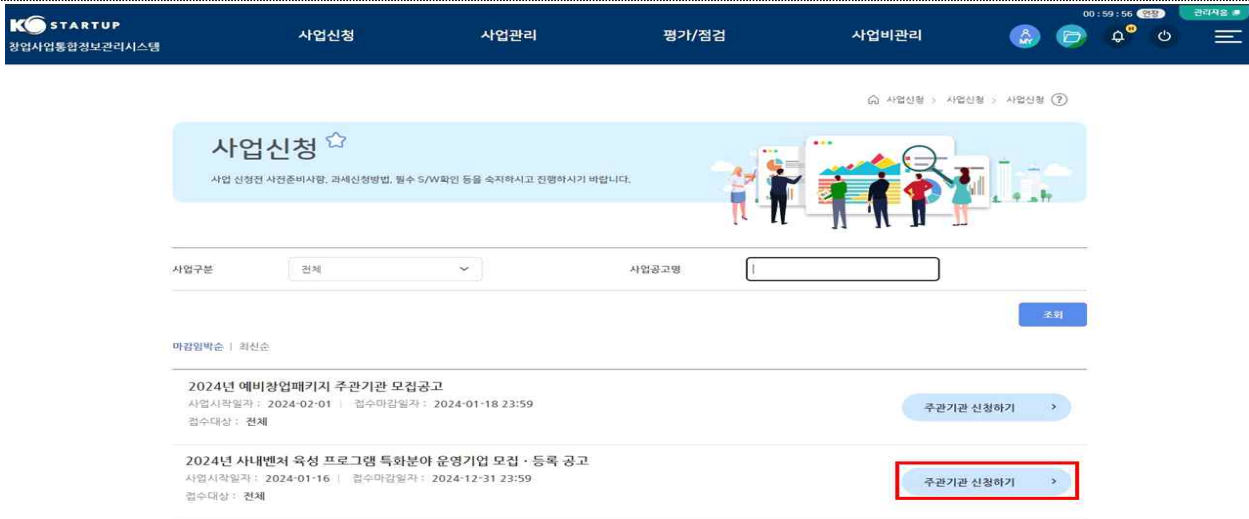 00:59:56 연장 관리자용
K STARTUP
창업사업통합정보관리시스템
사업신청 사업관리 평가/점검 사업비관리 MY
사업신청 > 사업신청 > 사업신청 ?
사업신청
사업 신청전 사전준비사항, 과세신청방법, 필수 S/W확인 등을 숙지하시고 진행하시기 바랍니다.
사업구분 전체 사업공고명
조회
마감임박순 | 최신순
2024년 예비창업패키지 주관기관 모집공고
사업시작일자 : 2024-02-01 | 접수마감일자 : 2024-01-18 23:59
접수대상 : 전체
주관기관 신청하기 >
2024년 사내벤처 육성 프로그램 특화분야 운영기업 모집 · 등록 공고
사업시작일자 : 2024-01-16 | 접수마감일자 : 2024-12-31 23:59
접수대상 : 전체
주관기관 신청하기 >